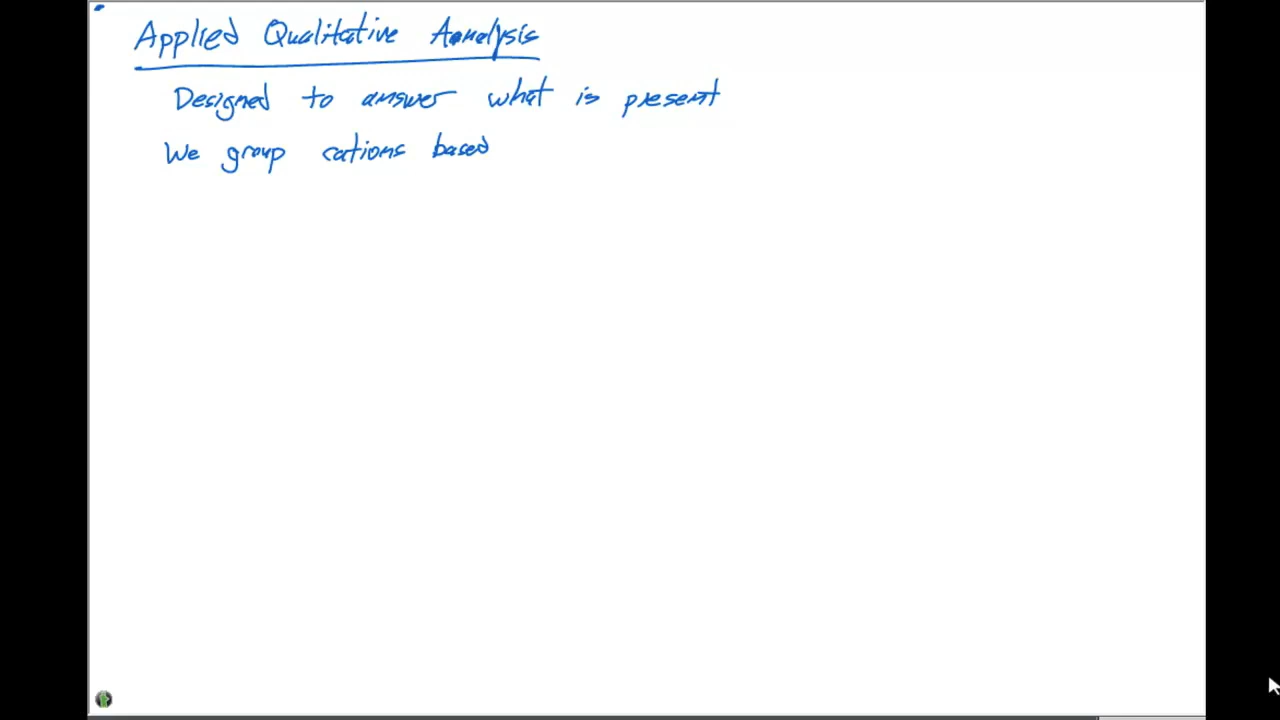 Applied Qualitative Analysis
Designed to answer what is present
We group cations based